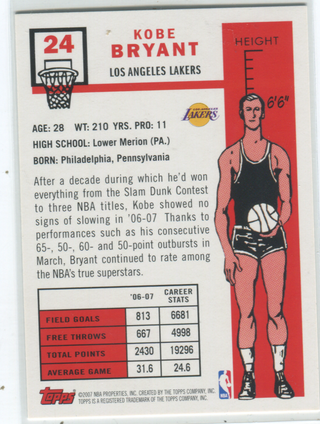 24
KOBE
BRYANT
LOS ANGELES LAKERS
HEIGHT
6'6"
LOS ANGELES
LAKERS
AGE: 28 WT: 210 YRS. PRO: 11
HIGH SCHOOL: Lower Merion (PA.)
BORN: Philadelphia, Pennsylvania
After a decade during which he'd won
everything from the Slam Dunk Contest
to three NBA titles, Kobe showed no
signs of slowing in '06-07 Thanks to
performances such as his consecutive
65-, 50-, 60- and 50-point outbursts in
March, Bryant continued to rate among
the NBA's true superstars.
'06-07 CAREER STATS
FIELD GOALS 813 6681
FREE THROWS 667 4998
TOTAL POINTS 2430 19296
AVERAGE GAME 31.6 24.6
Topps
©2007 NBA PROPERTIES, INC. CREATED BY THE TOPPS COMPANY, INC.
TOPPS IS A REGISTERED TRADEMARK OF THE TOPPS COMPANY, INC.
NBA